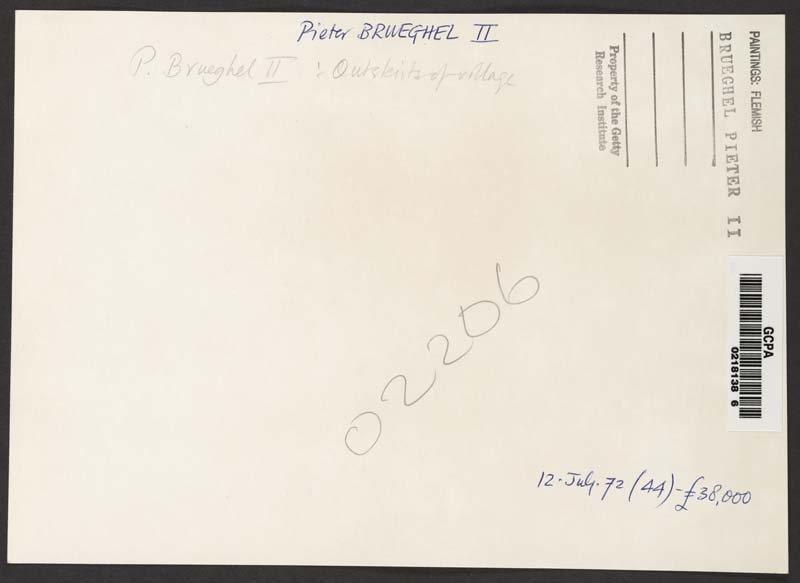 Pieter BRUEGHEL II
P. Brueghel II : Outskirts of village
PAINTINGS: FLEMISH
BRUEGHEL PIETER II
Property of the Getty
Research Institute
GCPA
0218138 6
02206
12. July. 72 (44) - £38,000